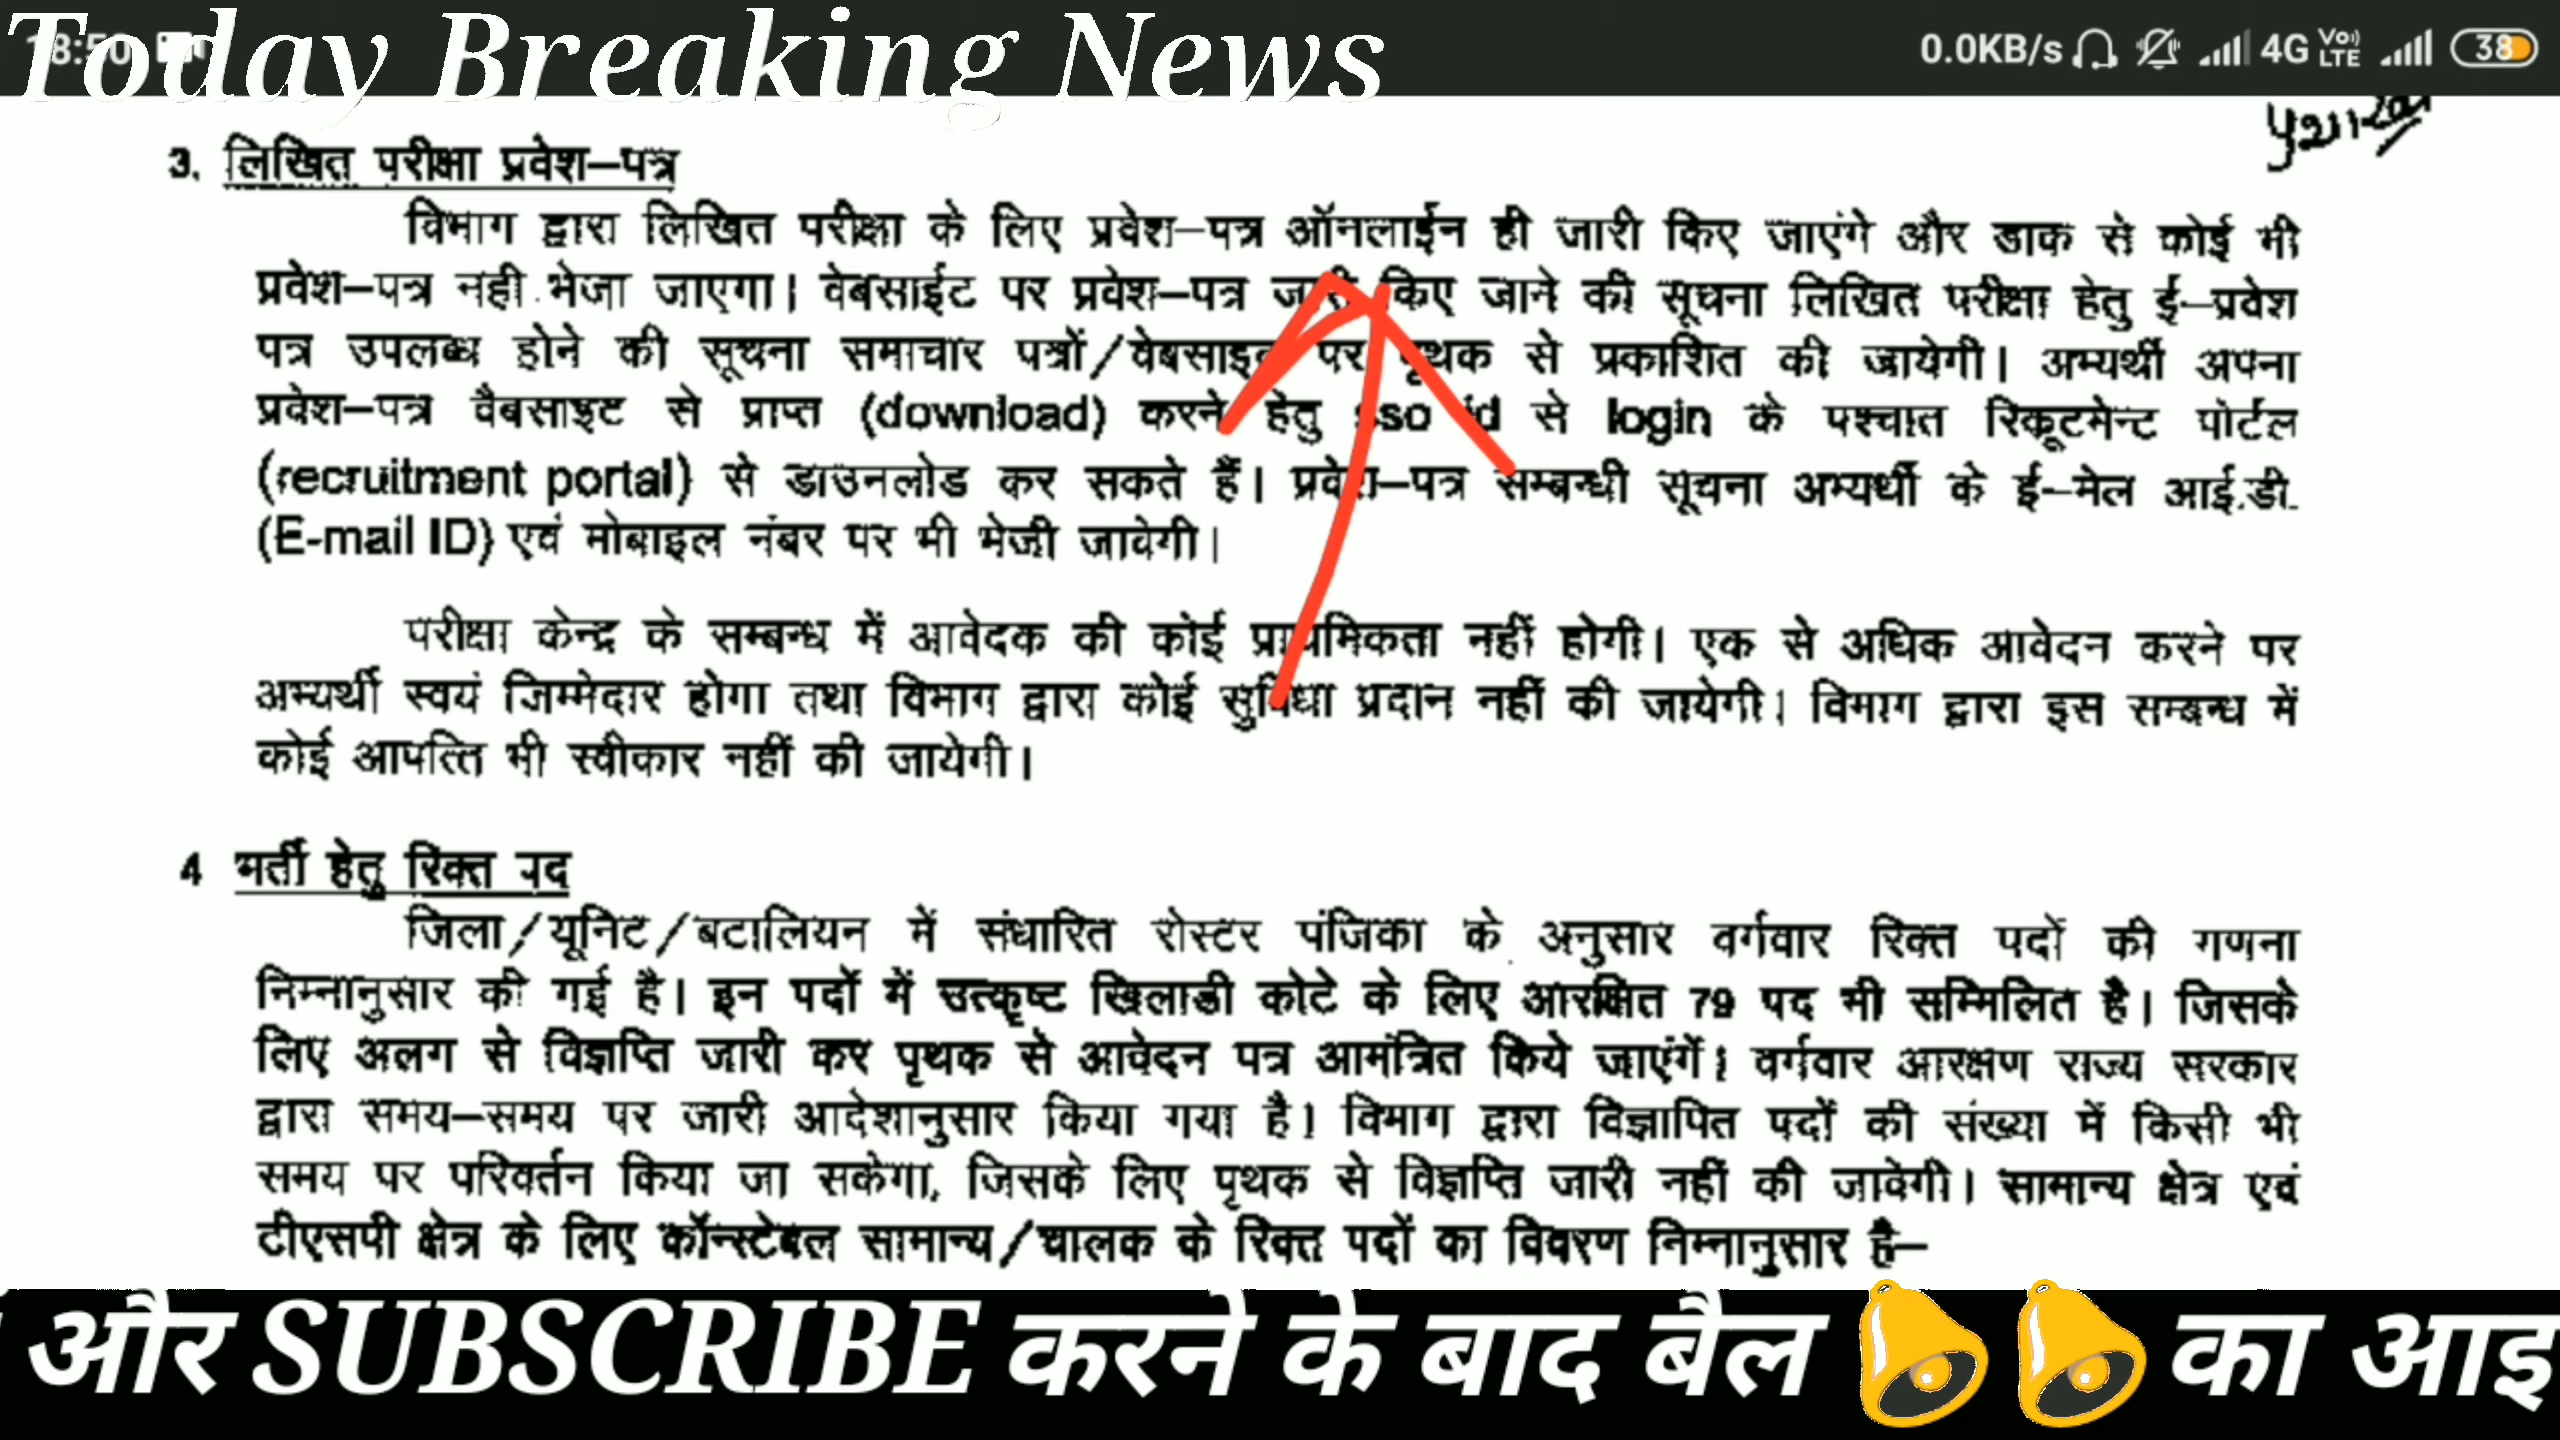 Today Breaking News
18:50 0.0KB/s 4G Vo)) LTE 38
3. लिखित परीक्षा प्रवेश–पत्र
विभाग द्वारा लिखित परीक्षा के लिए प्रवेश–पत्र ऑनलाईन ही जारी किए जाएंगे और डाक से कोई भी
प्रवेश–पत्र नही भेजा जाएगा। वेबसाईट पर प्रवेश–पत्र जारी किए जाने की सूचना लिखित परीक्षा हेतु ई–प्रवेश
पत्र उपलब्ध होने की सूचना समाचार पत्रों/वेबसाइट पर पृथक से प्रकाशित की जायेगी। अभ्यर्थी अपना
प्रवेश–पत्र वैबसाइट से प्राप्त (download) करने हेतु sso id से login के पश्चात रिक्रूटमेन्ट पोर्टल
(recruitment portal) से डाउनलोड कर सकते हैं। प्रवेश–पत्र सम्बन्धी सूचना अभ्यर्थी के ई–मेल आई.डी.
(E-mail ID) एवं मोबाइल नंबर पर भी भेजी जावेगी।
परीक्षा केन्द्र के सम्बन्ध में आवेदक की कोई प्राथमिकता नहीं होगी। एक से अधिक आवेदन करने पर
अभ्यर्थी स्वयं जिम्मेदार होगा तथा विभाग द्वारा कोई सुविधा प्रदान नहीं की जायेगी। विभाग द्वारा इस सम्बन्ध में
कोई आपत्ति भी स्वीकार नहीं की जायेगी।
4 भर्ती हेतु रिक्त पद
जिला/यूनिट/बटालियन में संधारित रोस्टर पंजिका के अनुसार वर्गवार रिक्त पदों की गणना
निम्नानुसार की गई है। इन पदों में उत्कृष्ट खिलाडी कोटे के लिए आरक्षित 79 पद भी सम्मिलित है। जिसके
लिए अलग से विज्ञप्ति जारी कर पृथक से आवेदन पत्र आमंत्रित किये जाएंगें। वर्गवार आरक्षण राज्य सरकार
द्वारा समय–समय पर जारी आदेशानुसार किया गया है। विभाग द्वारा विज्ञापित पदों की संख्या में किसी भी
समय पर परिवर्तन किया जा सकेगा, जिसके लिए पृथक से विज्ञप्ति जारी नहीं की जावेगी। सामान्य क्षेत्र एवं
टीएसपी क्षेत्र के लिए कॉन्स्टेबल सामान्य/चालक के रिक्त पदों का विवरण निम्नानुसार है–
और SUBSCRIBE करने के बाद बैल 🔔🔔 का आइ